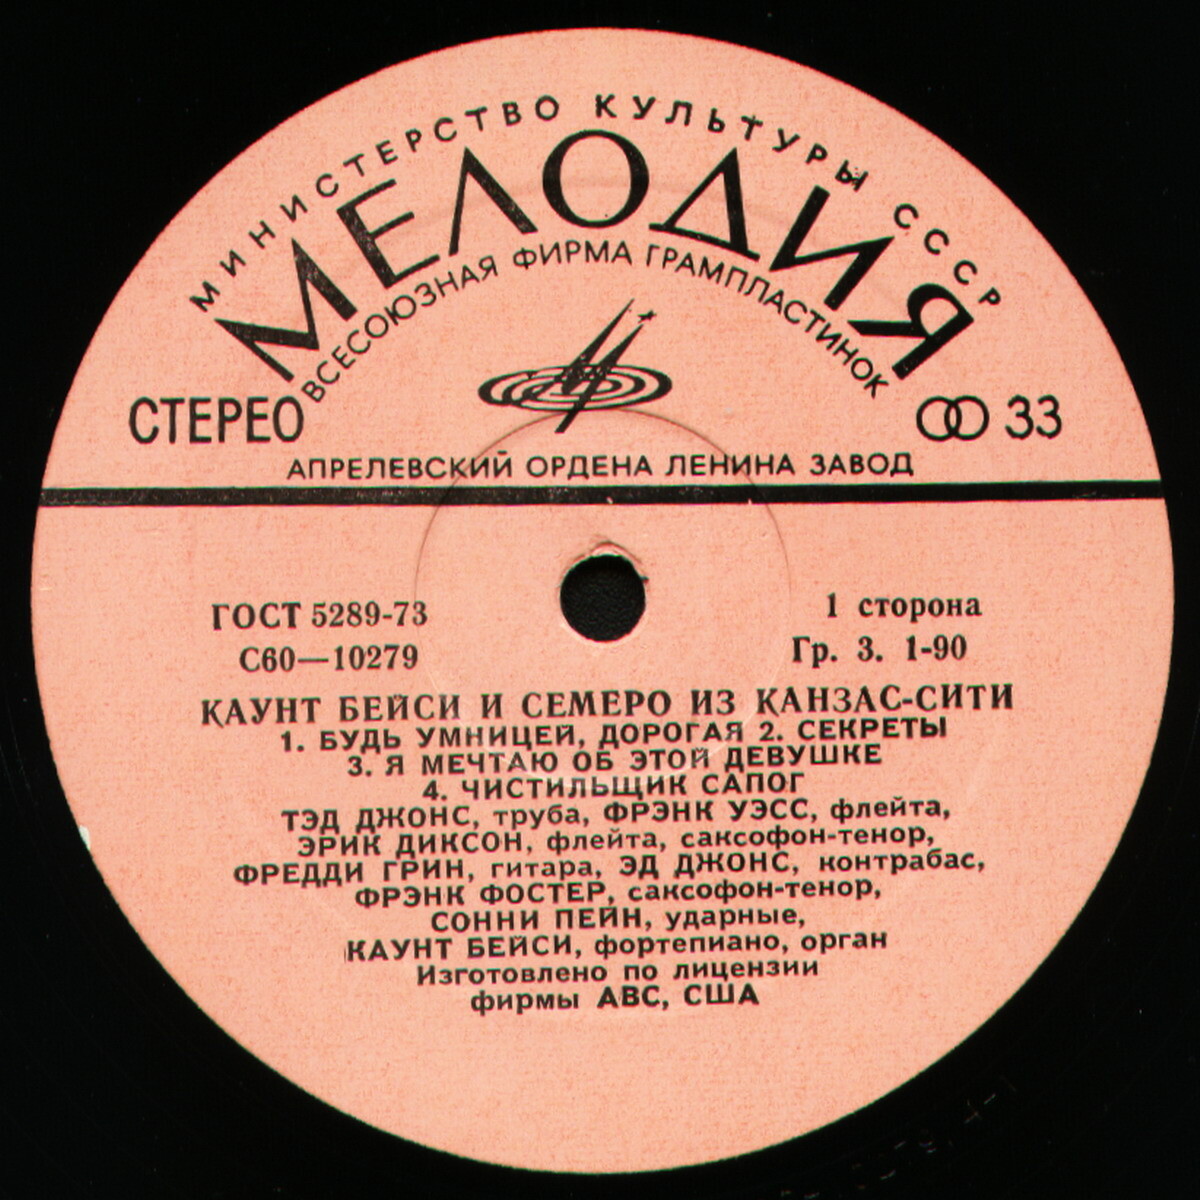 МИНИСТЕРСТВО КУЛЬТУРЫ СССР
МЕЛОДИЯ
ВСЕСОЮЗНАЯ ФИРМА ГРАМПЛАСТИНОК
СТЕРЕО
33
АПРЕЛЕВСКИЙ ОРДЕНА ЛЕНИНА ЗАВОД
ГОСТ 5289-73
1 сторона
С60—10279
Гр. 3. 1-90
КАУНТ БЕЙСИ И СЕМЕРО ИЗ КАНЗАС-СИТИ
1. БУДЬ УМНИЦЕЙ, ДОРОГАЯ 2. СЕКРЕТЫ
3. Я МЕЧТАЮ ОБ ЭТОЙ ДЕВУШКЕ
4. ЧИСТИЛЬЩИК САПОГ
ТЭД ДЖОНС, труба, ФРЭНК УЭСС, флейта,
ЭРИК ДИКСОН, флейта, саксофон-тенор,
ФРЕДДИ ГРИН, гитара, ЭД ДЖОНС, контрабас,
ФРЭНК ФОСТЕР, саксофон-тенор,
СОННИ ПЕЙН, ударные,
КАУНТ БЕЙСИ, фортепиано, орган
Изготовлено по лицензии
фирмы ABC, США